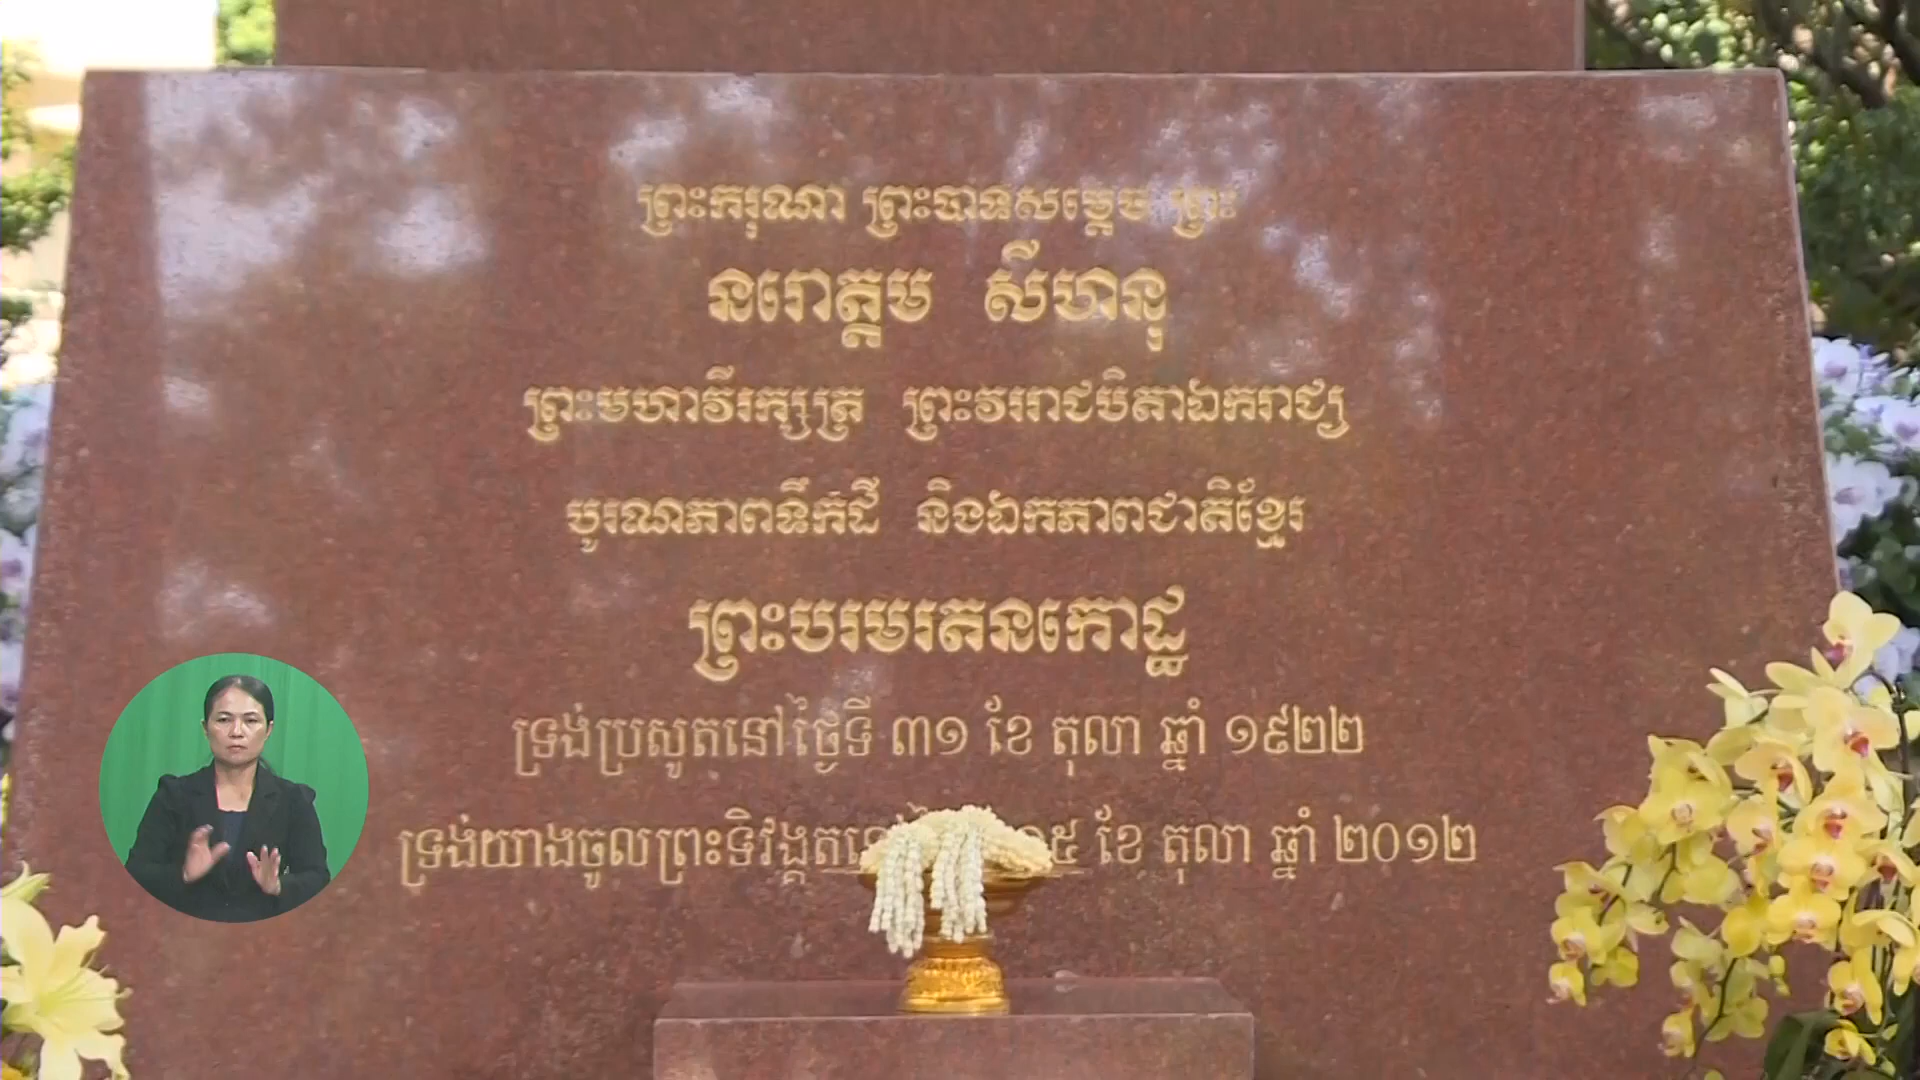 ព្រះករុណា ព្រះបាទសម្តេច ព្រះ
នរោត្តម សីហនុ
ព្រះមហាវីរក្សត្រ ព្រះវររាជបិតាឯករាជ្យ
បូរណភាពទឹកដី និងឯកភាពជាតិខ្មែរ
ព្រះបរមរតនកោដ្ឋ
ទ្រង់ប្រសូតនៅថ្ងៃទី ៣១ ខែ តុលា ឆ្នាំ ១៩២២
ទ្រង់យាងចូលព្រះទិវង្គត ខែ តុលា ឆ្នាំ ២០១២